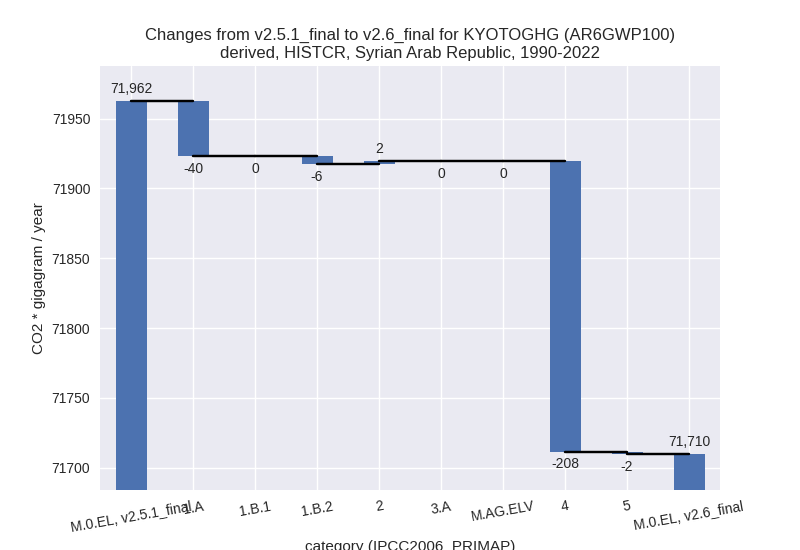 Changes from v2.5.1_final to v2.6_final for KYOTOGHG (AR6GWP100)
derived, HISTCR, Syrian Arab Republic, 1990-2022
71,962
71950
-40
0
-6
2
0
0
71900
71850
CO2 * gigagram / year
71800
71750
71,710
71700
-208
-2
M.0.EL, v2.5.1_final
1.A
1.B.1
1.B.2
2
3.A
M.AG.ELV
4
5
M.0.EL, v2.6_final
category (IPCC2006_PRIMAP)